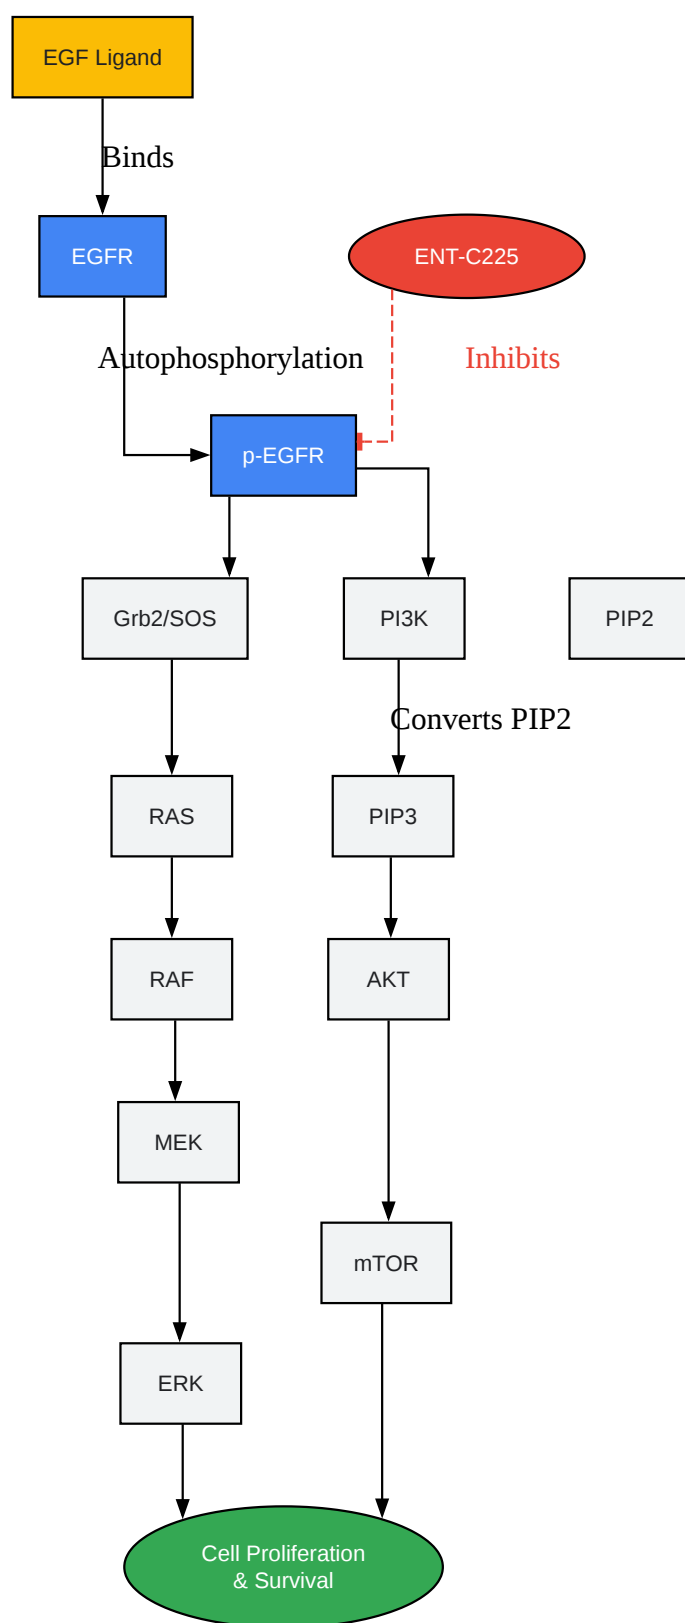 EGF Ligand
Binds
EGFR
ENT-C225
Autophosphorylation
Inhibits
p-EGFR
Grb2/SOS
PI3K
PIP2
Converts PIP2
RAS
PIP3
RAF
AKT
MEK
mTOR
ERK
Cell Proliferation
& Survival